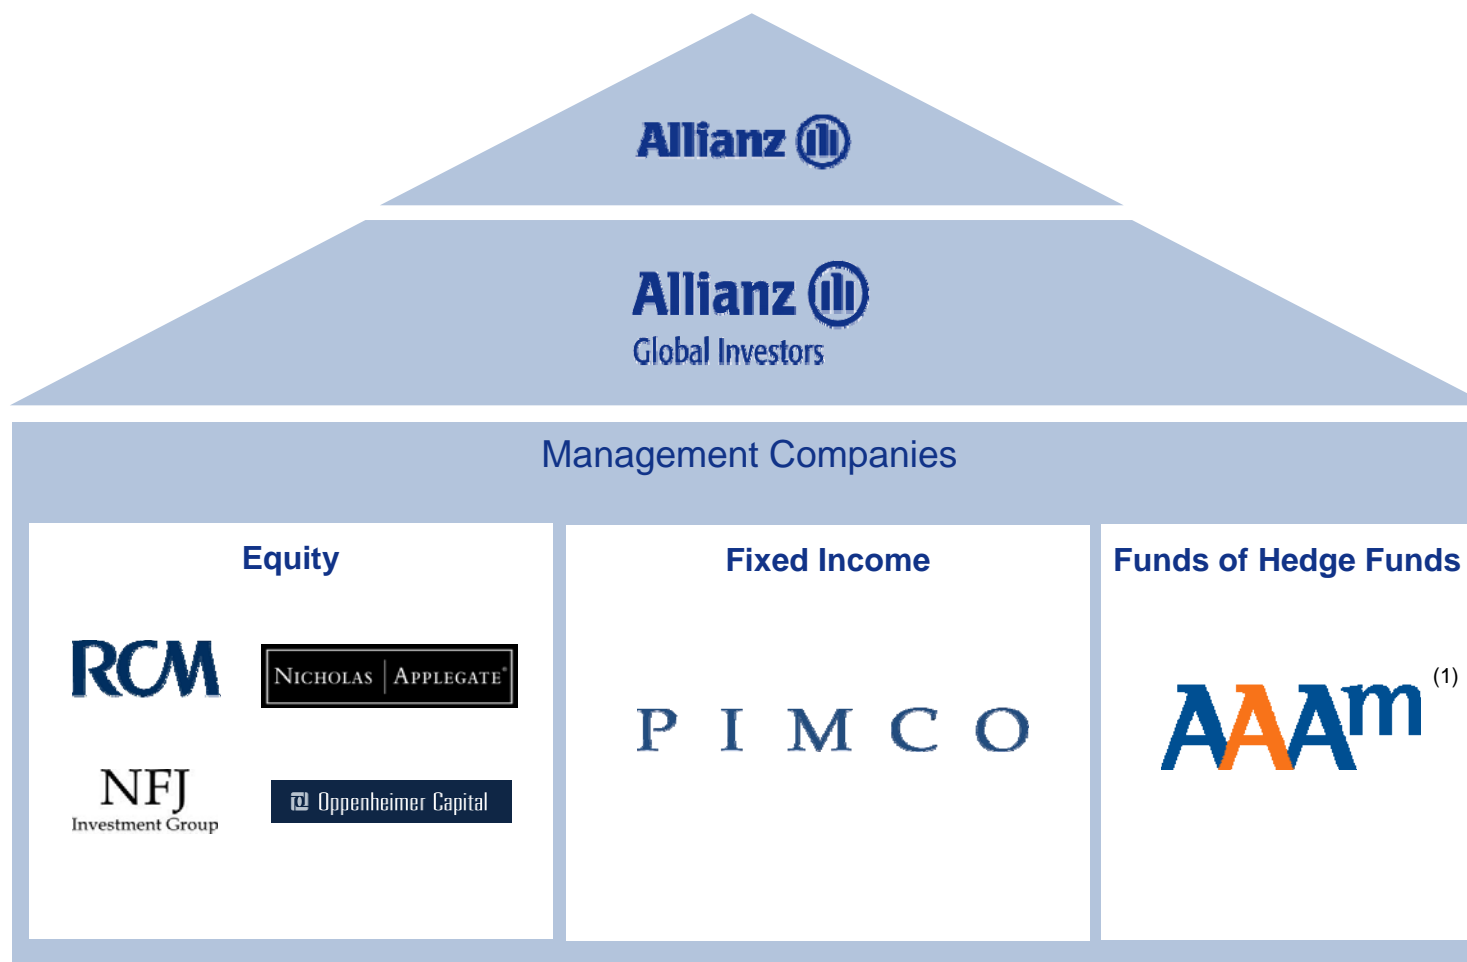 Allianz
Allianz
Global Investors
Management Companies
Equity
RCM
NICHOLAS | APPLEGATE®
NFJ
Investment Group
Oppenheimer Capital
Fixed Income
PIMCO
Funds of Hedge Funds
AAAm (1)